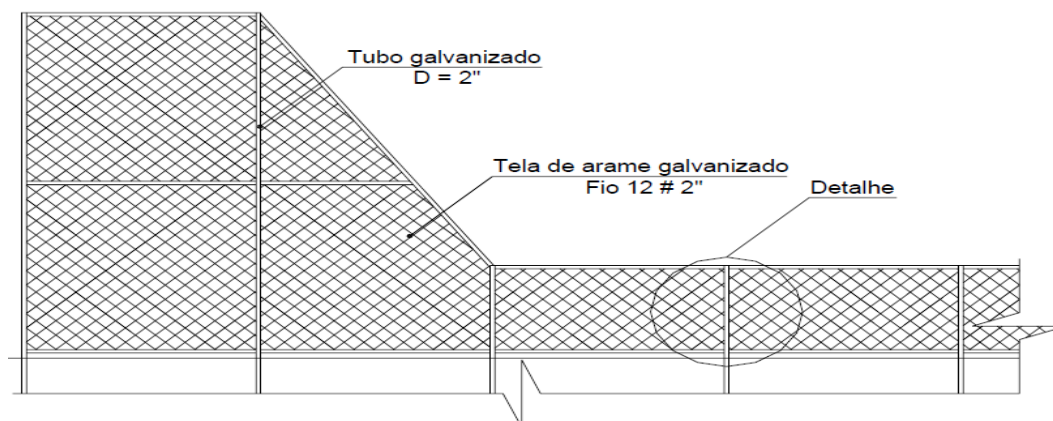 Tubo galvanizado
D = 2"
Tela de arame galvanizado
Fio 12 # 2"
Detalhe